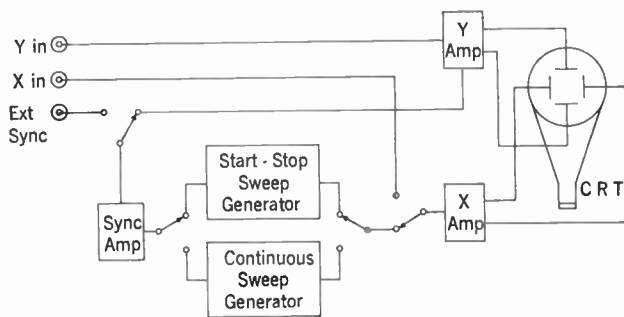 Y in
X in
Ext
Sync
Y
Amp
Start - Stop
Sweep
Generator
CRT
Sync
Amp
X
Amp
Continuous
Sweep
Generator